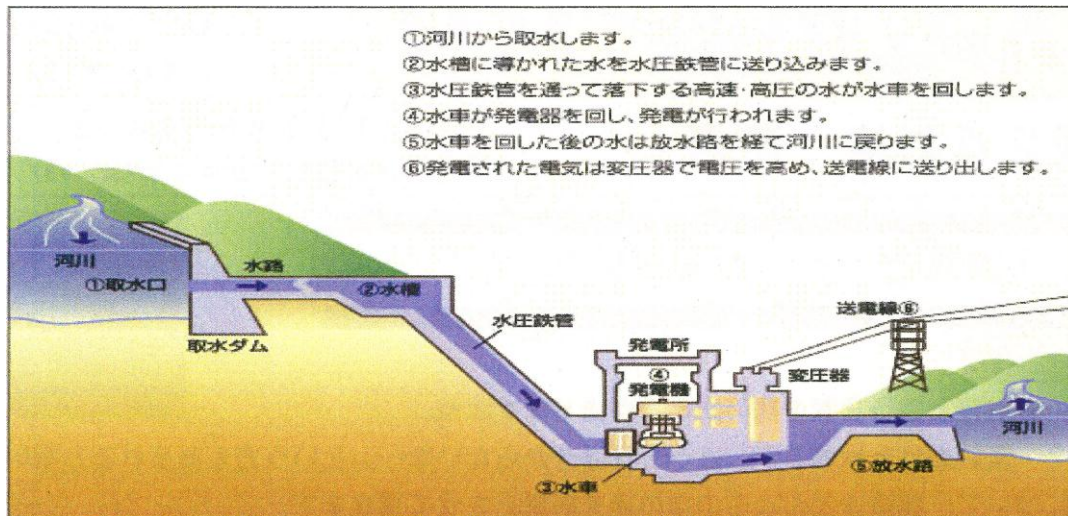 ①河川から取水します。
②水槽に導かれた水を水圧鉄管に送り込みます。
③水圧鉄管を通って落下する高速・高圧の水が水車を回します。
④水車が発電器を回し、発電が行われます。
⑤水車を回した後の水は放水路を経て河川に戻ります。
⑥発電された電気は変圧器で電圧を高め、送電線に送り出します。
河川
①取水口
水路
②水槽
取水ダム
水圧鉄管
発電所
④
発電機
③水車
変圧器
送電線⑥
⑤放水路
河川